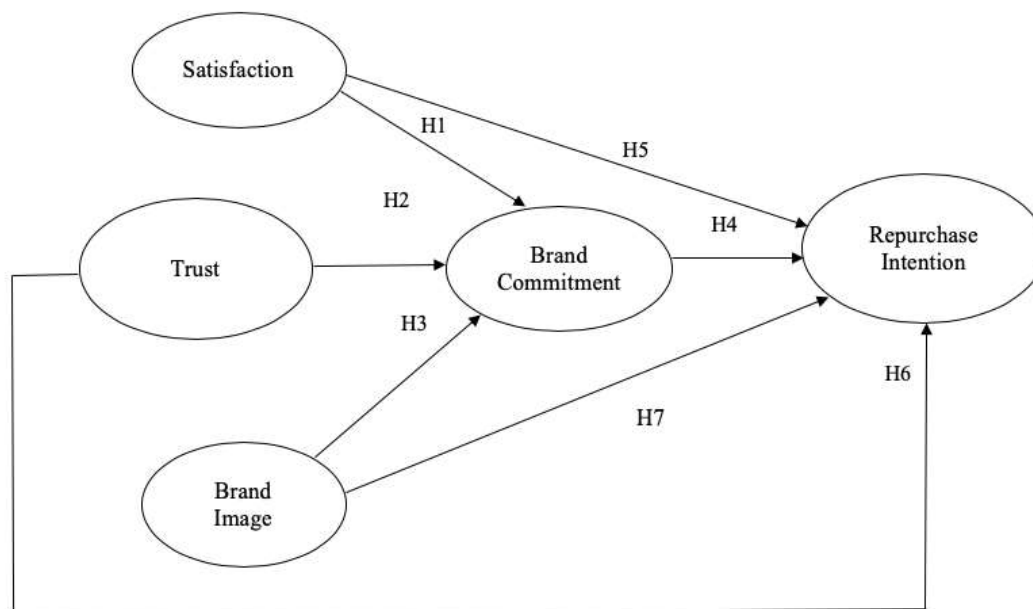 Satisfaction
H1
H5
H2
H4
Repurchase
Intention
Trust
Brand
Commitment
H3
H6
H7
Brand
Image